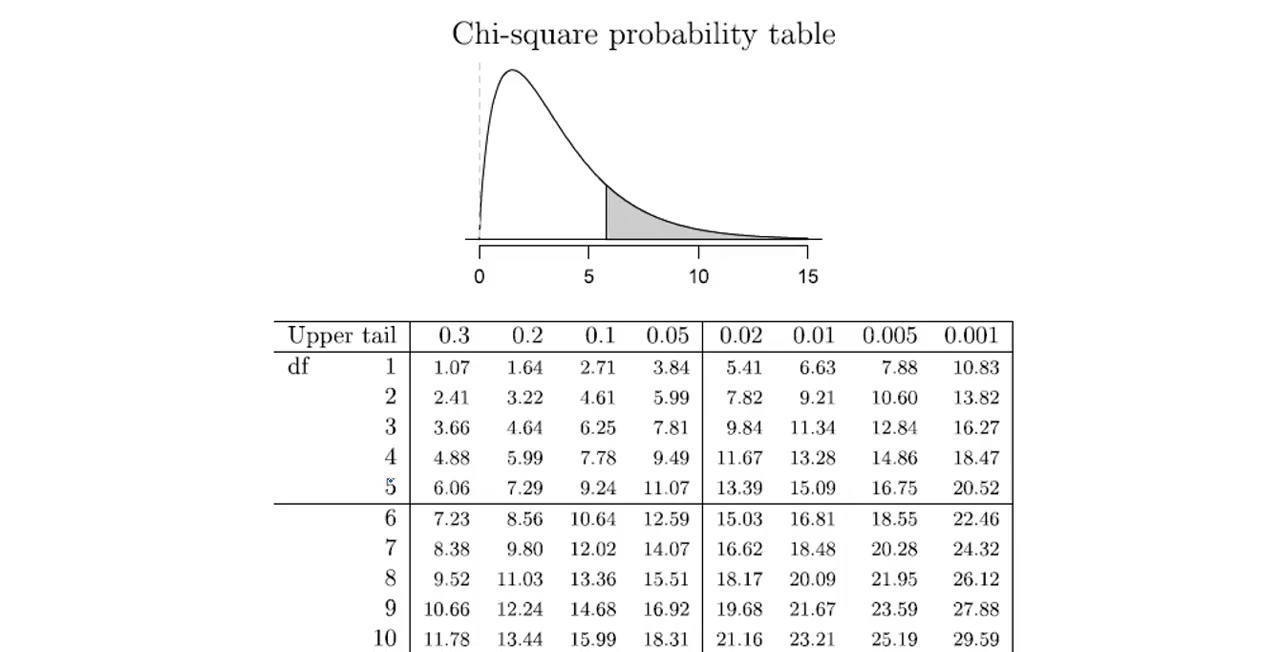 Chi-square probability table
0 5 10 15
Upper tail 0.3 0.2 0.1 0.05 0.02 0.01 0.005 0.001
df 1 1.07 1.64 2.71 3.84 5.41 6.63 7.88 10.83
2 2.41 3.22 4.61 5.99 7.82 9.21 10.60 13.82
3 3.66 4.64 6.25 7.81 9.84 11.34 12.84 16.27
4 4.88 5.99 7.78 9.49 11.67 13.28 14.86 18.47
5 6.06 7.29 9.24 11.07 13.39 15.09 16.75 20.52
6 7.23 8.56 10.64 12.59 15.03 16.81 18.55 22.46
7 8.38 9.80 12.02 14.07 16.62 18.48 20.28 24.32
8 9.52 11.03 13.36 15.51 18.17 20.09 21.95 26.12
9 10.66 12.24 14.68 16.92 19.68 21.67 23.59 27.88
10 11.78 13.44 15.99 18.31 21.16 23.21 25.19 29.59